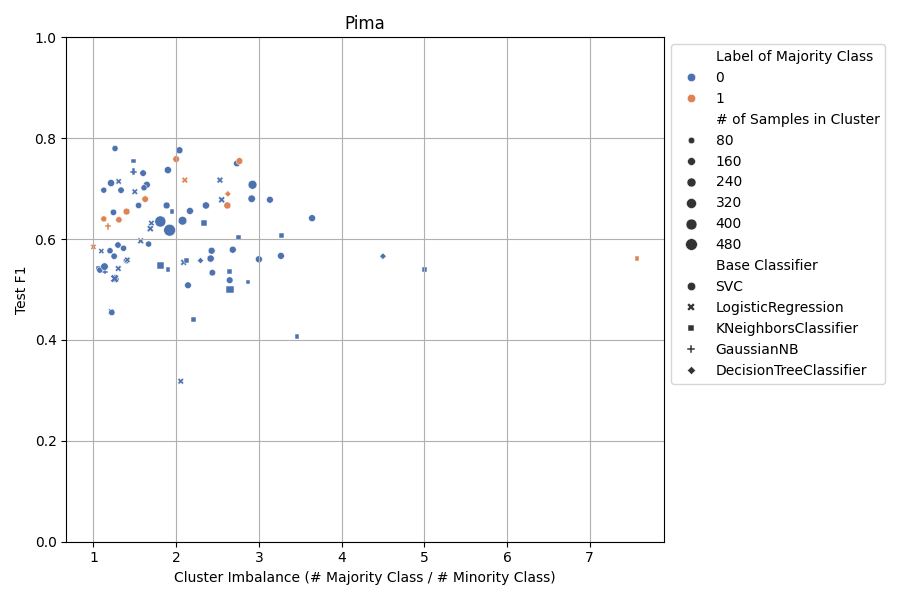 Pima
1.0
0.8
0.6
0.4
0.2
0.0
Test F1
1 2 3 4 5 6 7
Cluster Imbalance (# Majority Class / # Minority Class)
Label of Majority Class
0
1
# of Samples in Cluster
80
160
240
320
400
480
Base Classifier
SVC
LogisticRegression
KNeighborsClassifier
GaussianNB
DecisionTreeClassifier